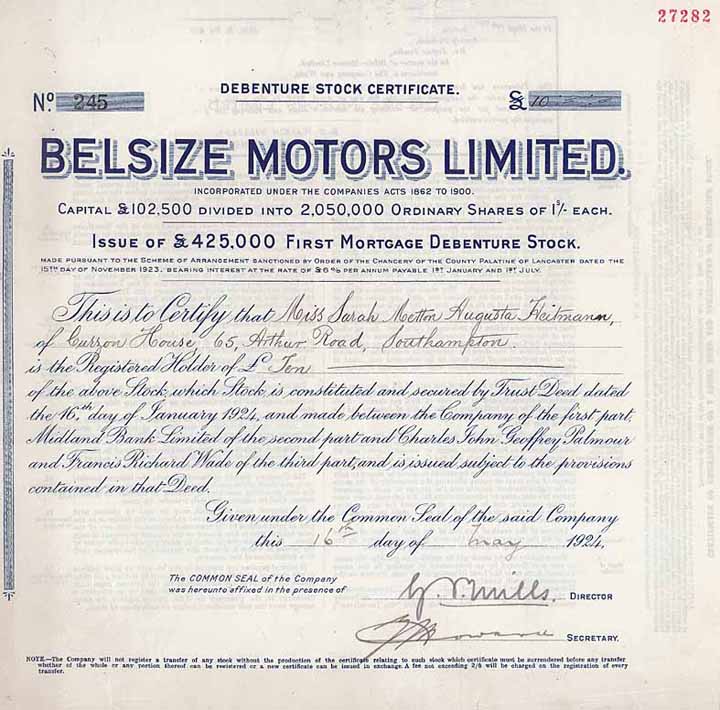 27282
DEBENTURE STOCK CERTIFICATE.
No. 245 £ 10
BELSIZE MOTORS LIMITED.
INCORPORATED UNDER THE COMPANIES ACTS 1862 TO 1900.
CAPITAL £102,500 DIVIDED INTO 2,050,000 ORDINARY SHARES OF 1S/- EACH.
ISSUE OF £425,000 FIRST MORTGAGE DEBENTURE STOCK.
MADE PURSUANT TO THE SCHEME OF ARRANGEMENT SANCTIONED BY ORDER OF THE CHANCERY OF THE COUNTY PALATINE OF LANCASTER DATED THE
15TH DAY OF NOVEMBER 1923. BEARING INTEREST AT THE RATE OF £6% PER ANNUM PAYABLE 1ST JANUARY AND 1ST JULY.
This is to Certify that Miss Sarah Metta Augusta Heitmann,
of Curzon House 65, Arthur Road, Southampton.
is the Registered Holder of £ Ten
of the above Stock, which Stock is constituted and secured by Trust Deed dated
the 16th day of January 1924, and made between the Company of the first part,
Midland Bank Limited of the second part and Charles John Geoffrey Palmour
and Francis Richard Wade of the third part, and is issued subject to the provisions
contained in that Deed.
Given under the Common Seal of the said Company
this 16th day of May 1924.
The COMMON SEAL of the Company
was hereunto affixed in the presence of
Mills. DIRECTOR
Howard SECRETARY.
NOTE.—The Company will not register a transfer of any stock without the production of the certificate relating to such stock which certificate must be surrendered before any transfer
whether of the whole or any portion thereof can be registered or a new certificate can be issued in exchange. A fee not exceeding 2/6 will be charged on the registration of every
transfer.